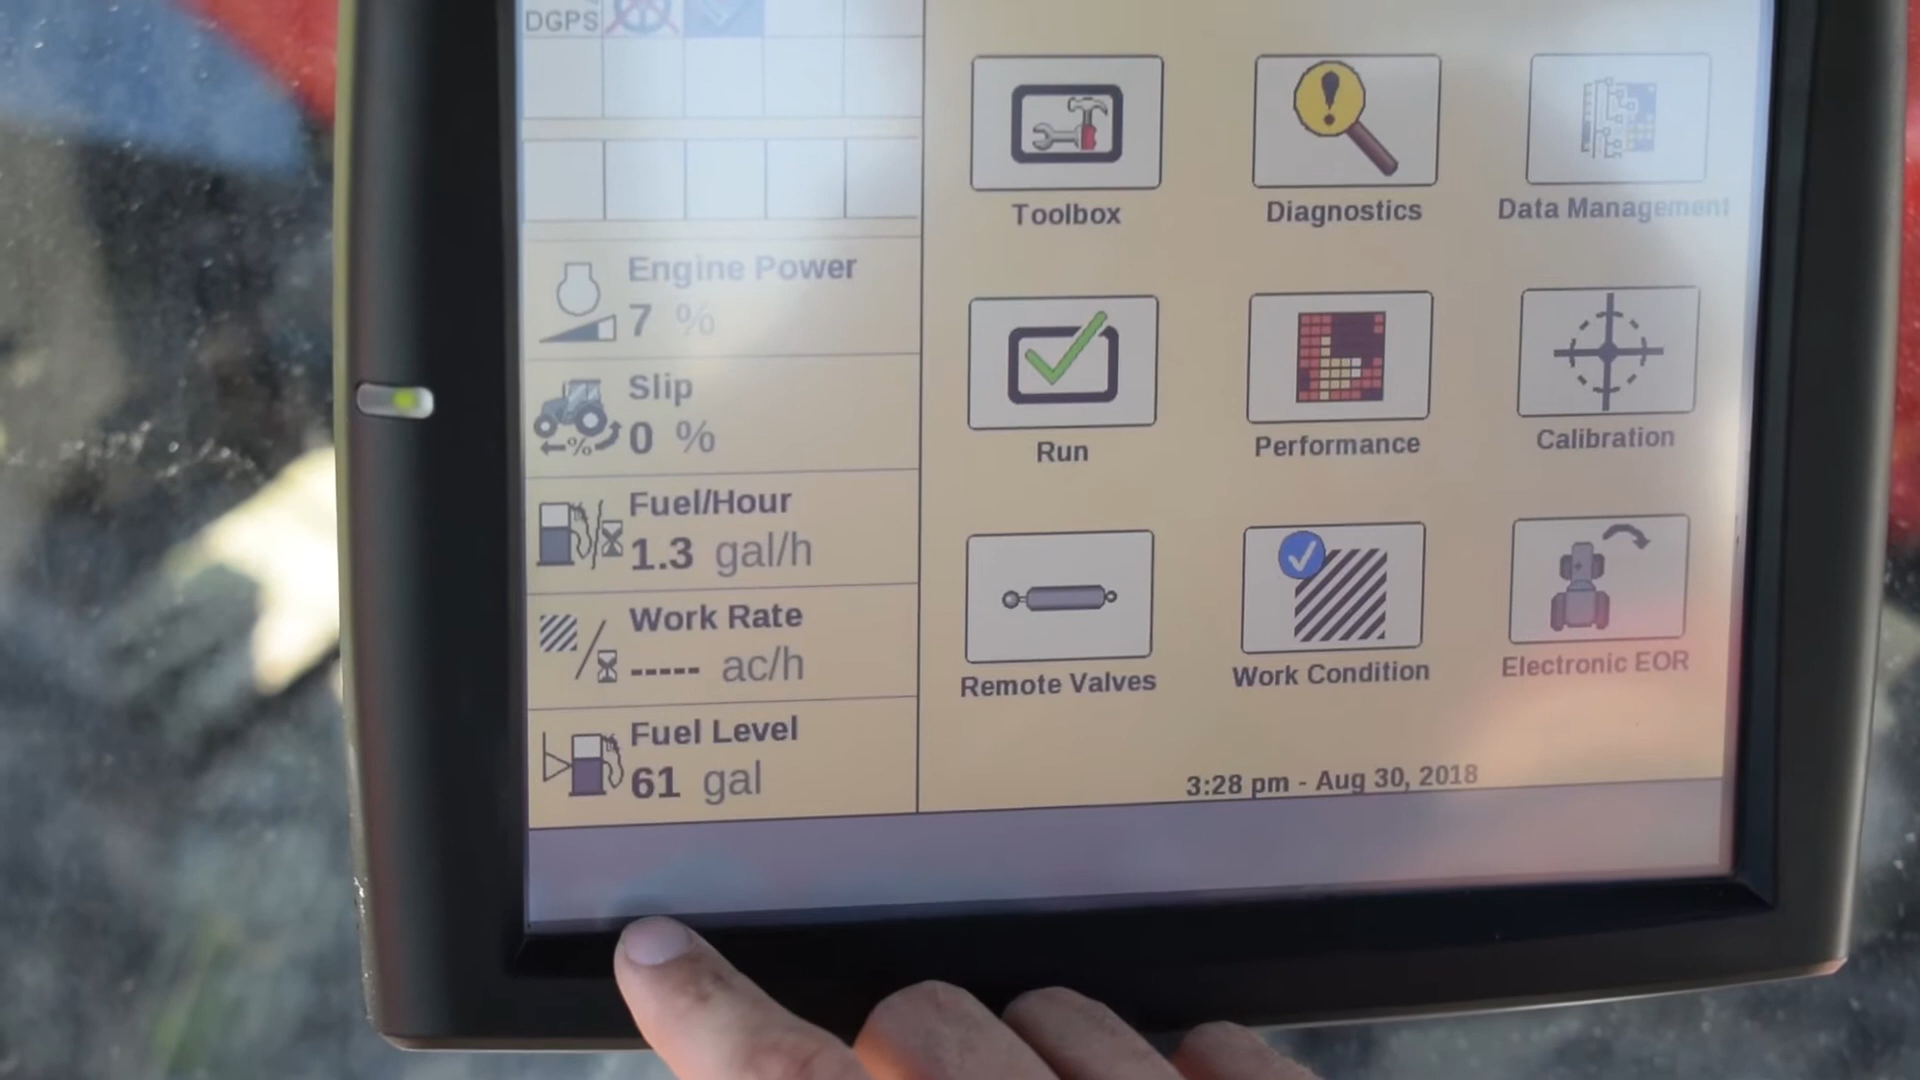 DGPS
Engine Power
7 %
Slip
0 %
Fuel/Hour
1.3 gal/h
Work Rate
----- ac/h
Fuel Level
61 gal
Toolbox
Diagnostics
Data Management
Run
Performance
Calibration
Remote Valves
Work Condition
Electronic EOR
3:28 pm - Aug 30, 2018